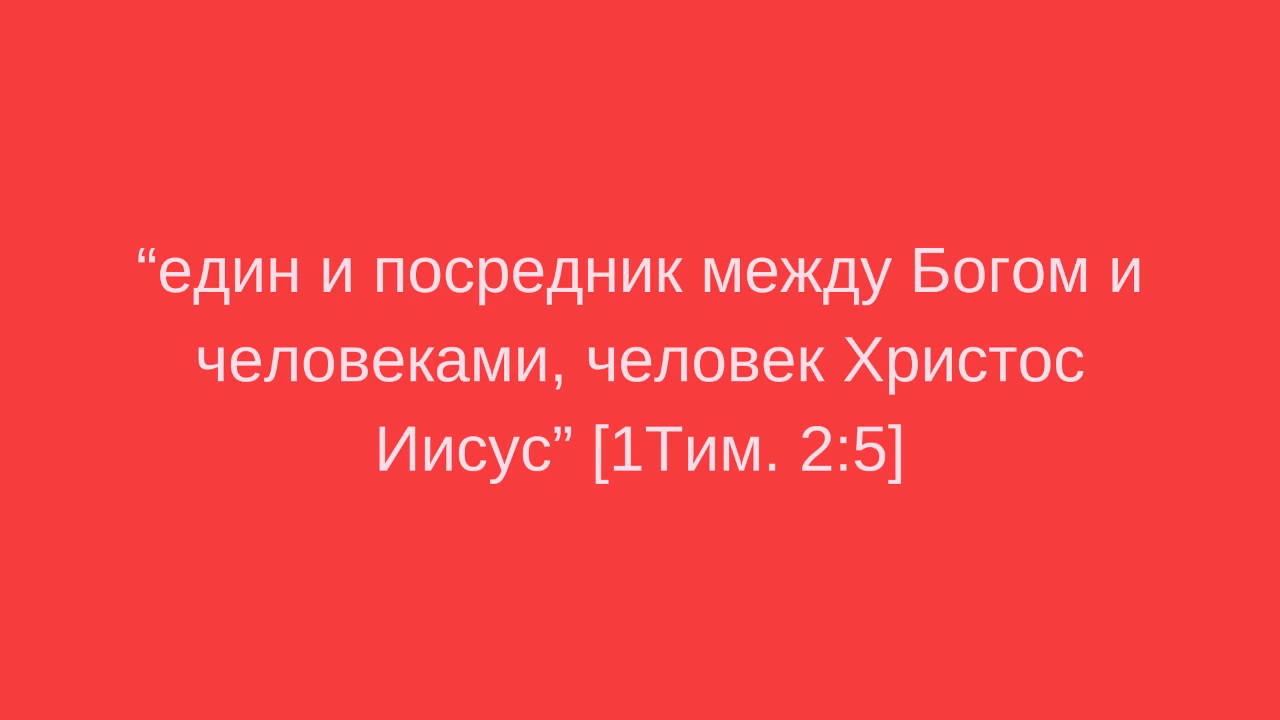 “един и посредник между Богом и
человеками, человек Христос
Иисус” [1Тим. 2:5]